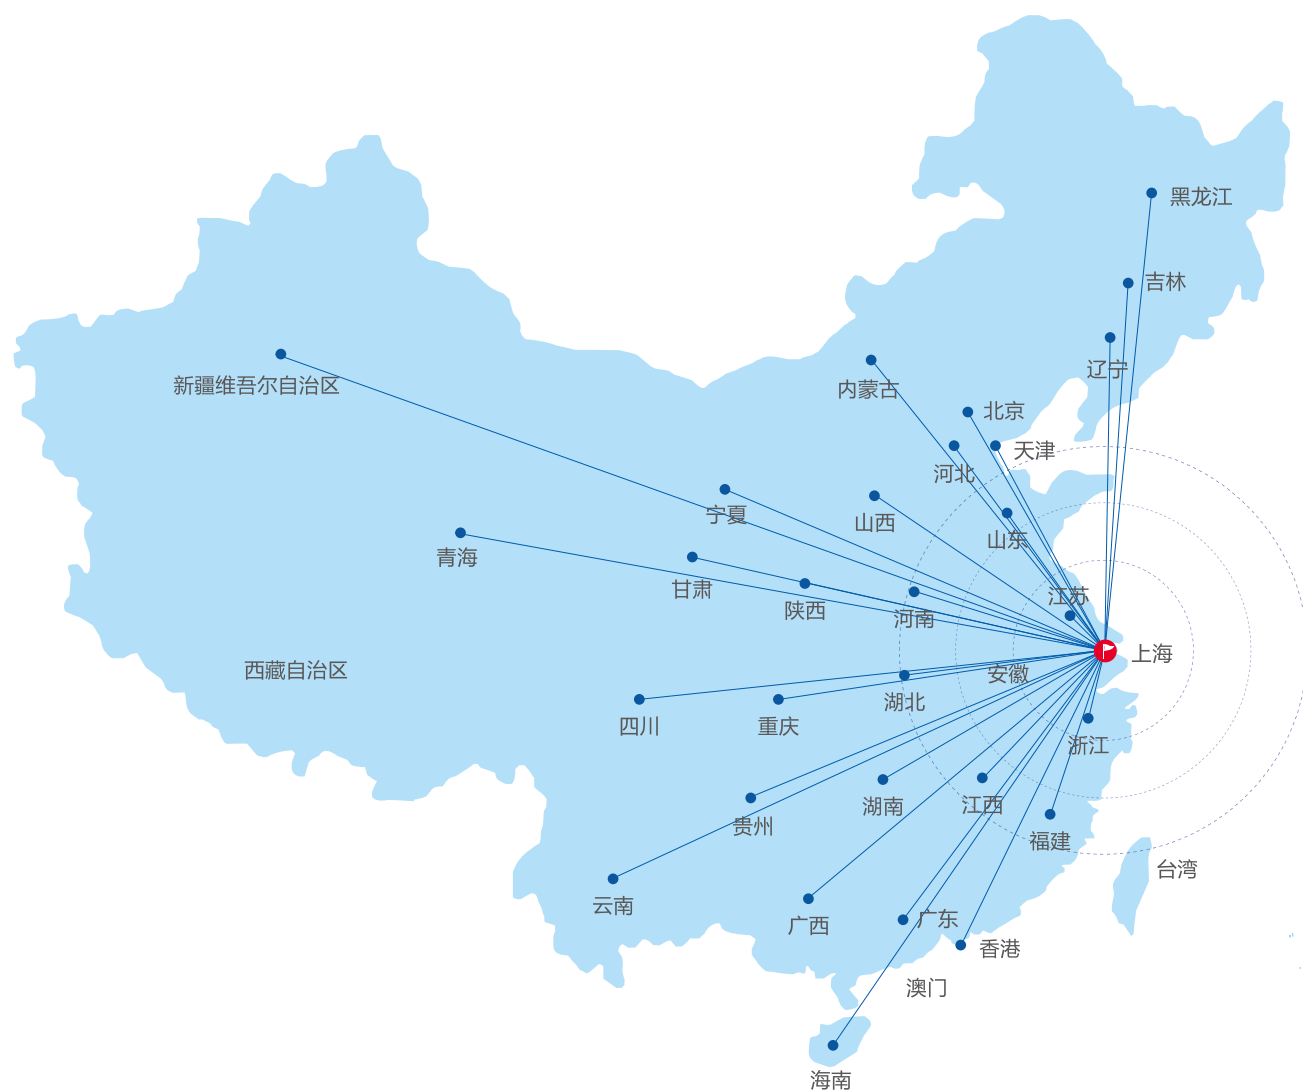 黑龙江
吉林
辽宁
新疆维吾尔自治区
内蒙古
北京
天津
河北
宁夏
山西
山东
青海
甘肃
陕西
江苏
河南
上海
西藏自治区
安徽
湖北
四川
重庆
浙江
湖南
江西
贵州
福建
台湾
云南
广西
广东
香港
澳门
海南